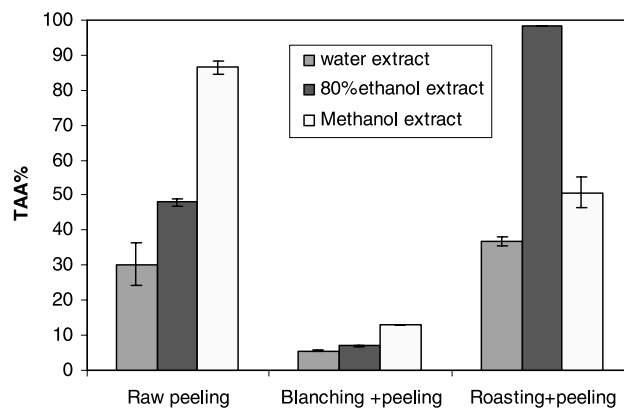 100
90
80
70
60
50
40
30
20
10
0
TAA%
water extract
80%ethanol extract
Methanol extract
Raw peeling
Blanching +peeling
Roasting+peeling